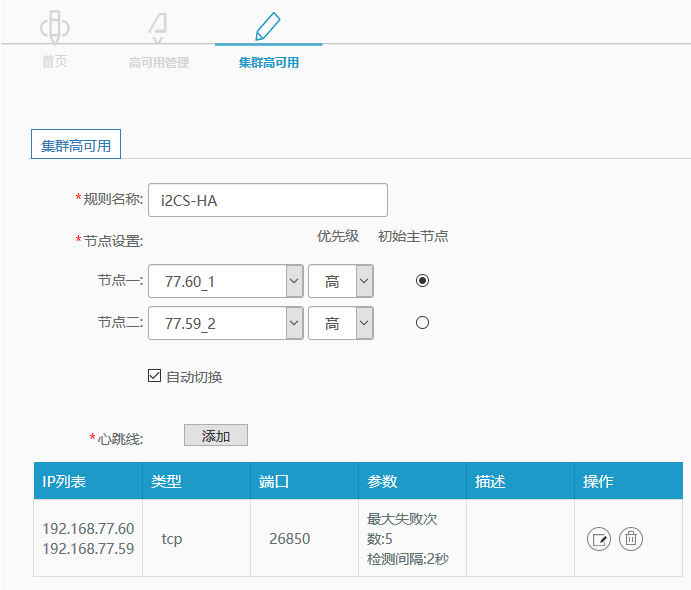 首页
高可用管理
集群高可用
集群高可用
*规则名称: i2CS-HA
*节点设置: 优先级 初始主节点
节点一: 77.60_1 高
节点二: 77.59_2 高
自动切换
*心跳线: 添加
IP列表 类型 端口 参数 描述 操作
192.168.77.60
192.168.77.59
tcp
26850
最大失败次
数:5
检测间隔:2秒